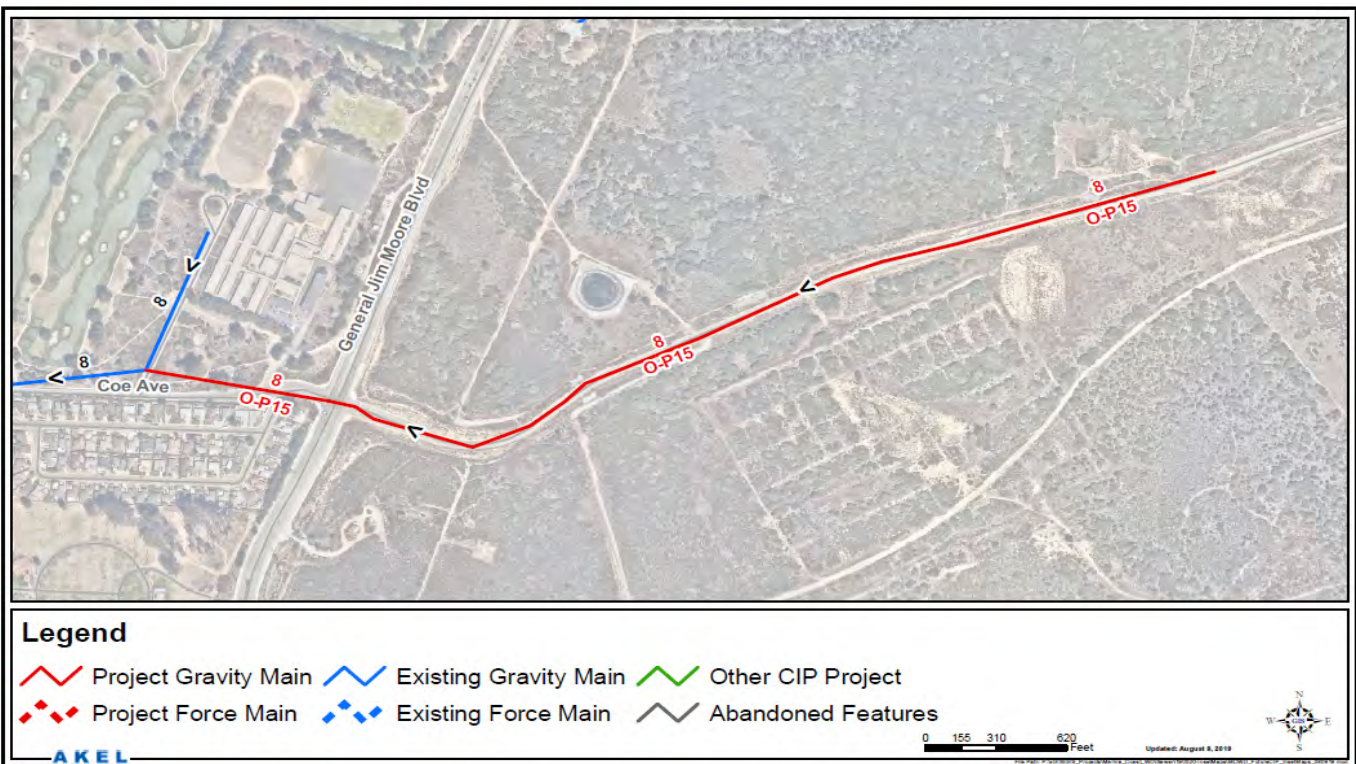 8
O-P15
General Jim Moore Blvd
8
8
O-P15
8
Coe Ave
8
O-P15
Legend
Project Gravity Main
Existing Gravity Main
Other CIP Project
Project Force Main
Existing Force Main
Abandoned Features
0 155 310 620
Feet
N
W GIS E
S
Updated: August 9, 2019
AKEL